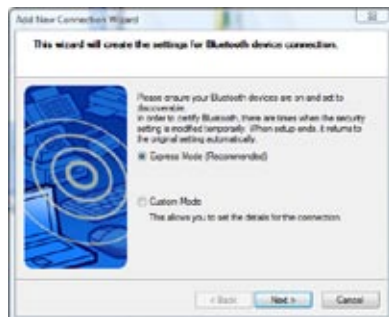 Add New Connection Wizard
This wizard will create the settings for Bluetooth device connection.
Please ensure your Bluetooth devices are on and set to
discoverable.
In order to certify Bluetooth, there are times when the security
setting is modified temporarily. When setup ends, it returns to
the original setting automatically.
Express Mode (Recommended)
Custom Mode
This allows you to set the details for the connection.
< Back
Next >
Cancel